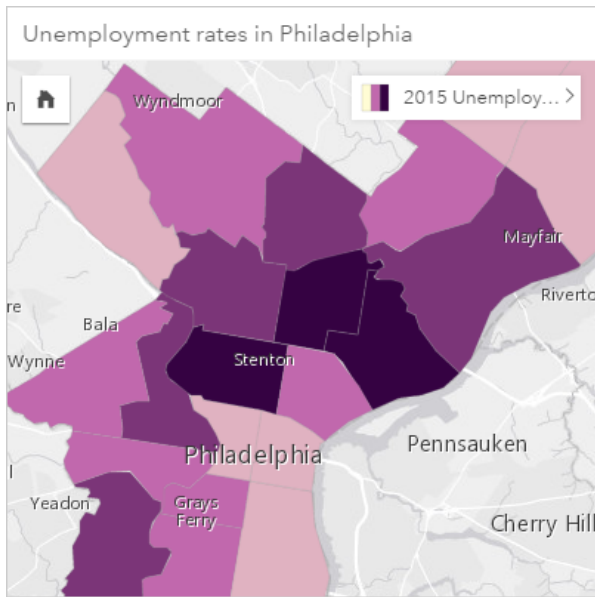 Unemployment rates in Philadelphia
n
Wyndmoor
2015 Unemploy...
Mayfair
Riverto
re
Bala
Wynne
Stenton
Philadelphia
Pennsauken
l
Yeadon
Grays
Ferry
Cherry Hill